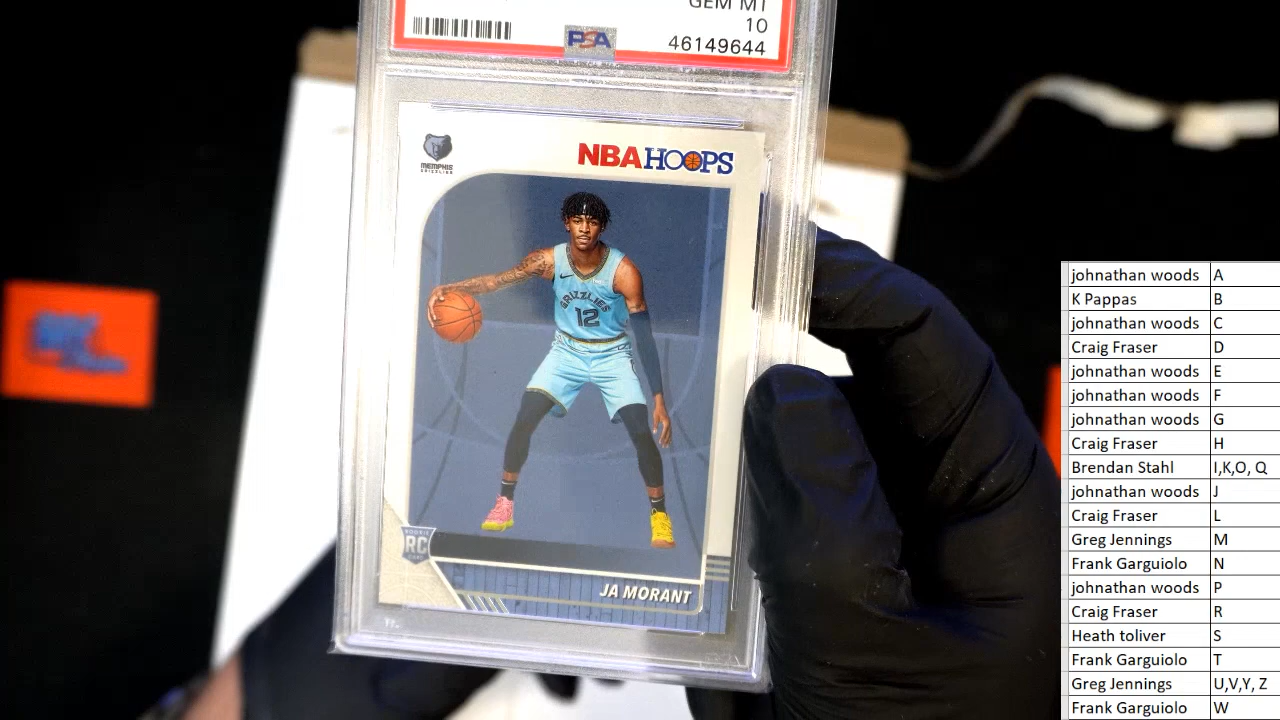 GEM MT
10
PSA
46149644
MEMPHIS
GRIZZLIES
NBA HOOPS
GRIZZLIES
12
ROOKIE
RC
JA MORANT
johnathan woods A
K Pappas B
johnathan woods C
Craig Fraser D
johnathan woods E
johnathan woods F
johnathan woods G
Craig Fraser H
Brendan Stahl I,K,O, Q
johnathan woods J
Craig Fraser L
Greg Jennings M
Frank Garguiolo N
johnathan woods P
Craig Fraser R
Heath toliver S
Frank Garguiolo T
Greg Jennings U,V,Y, Z
Frank Garguiolo W